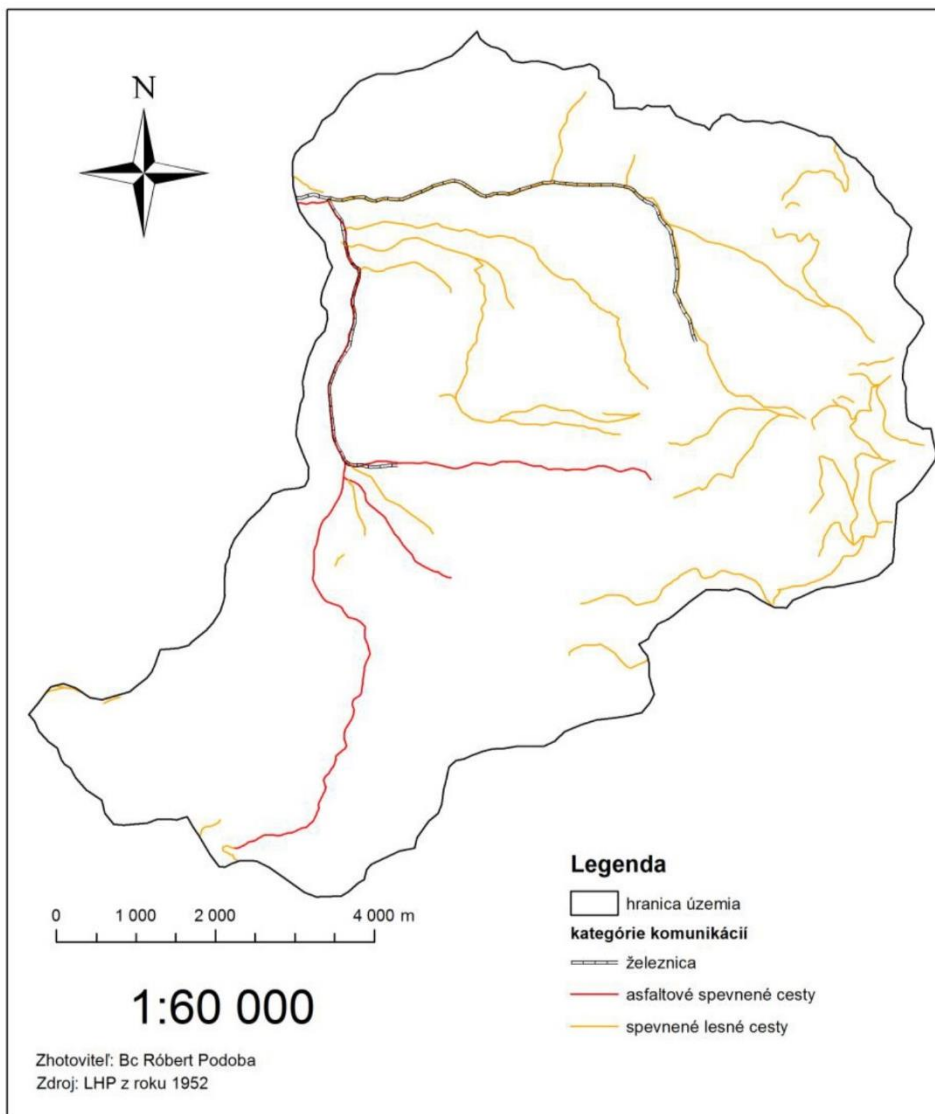 N
Legenda
hranica územia
kategórie komunikácií
železnica
asfaltové spevnené cesty
spevnené lesné cesty
0 1 000 2 000 4 000 m
1:60 000
Zhotoviteľ: Bc Róbert Podoba
Zdroj: LHP z roku 1952